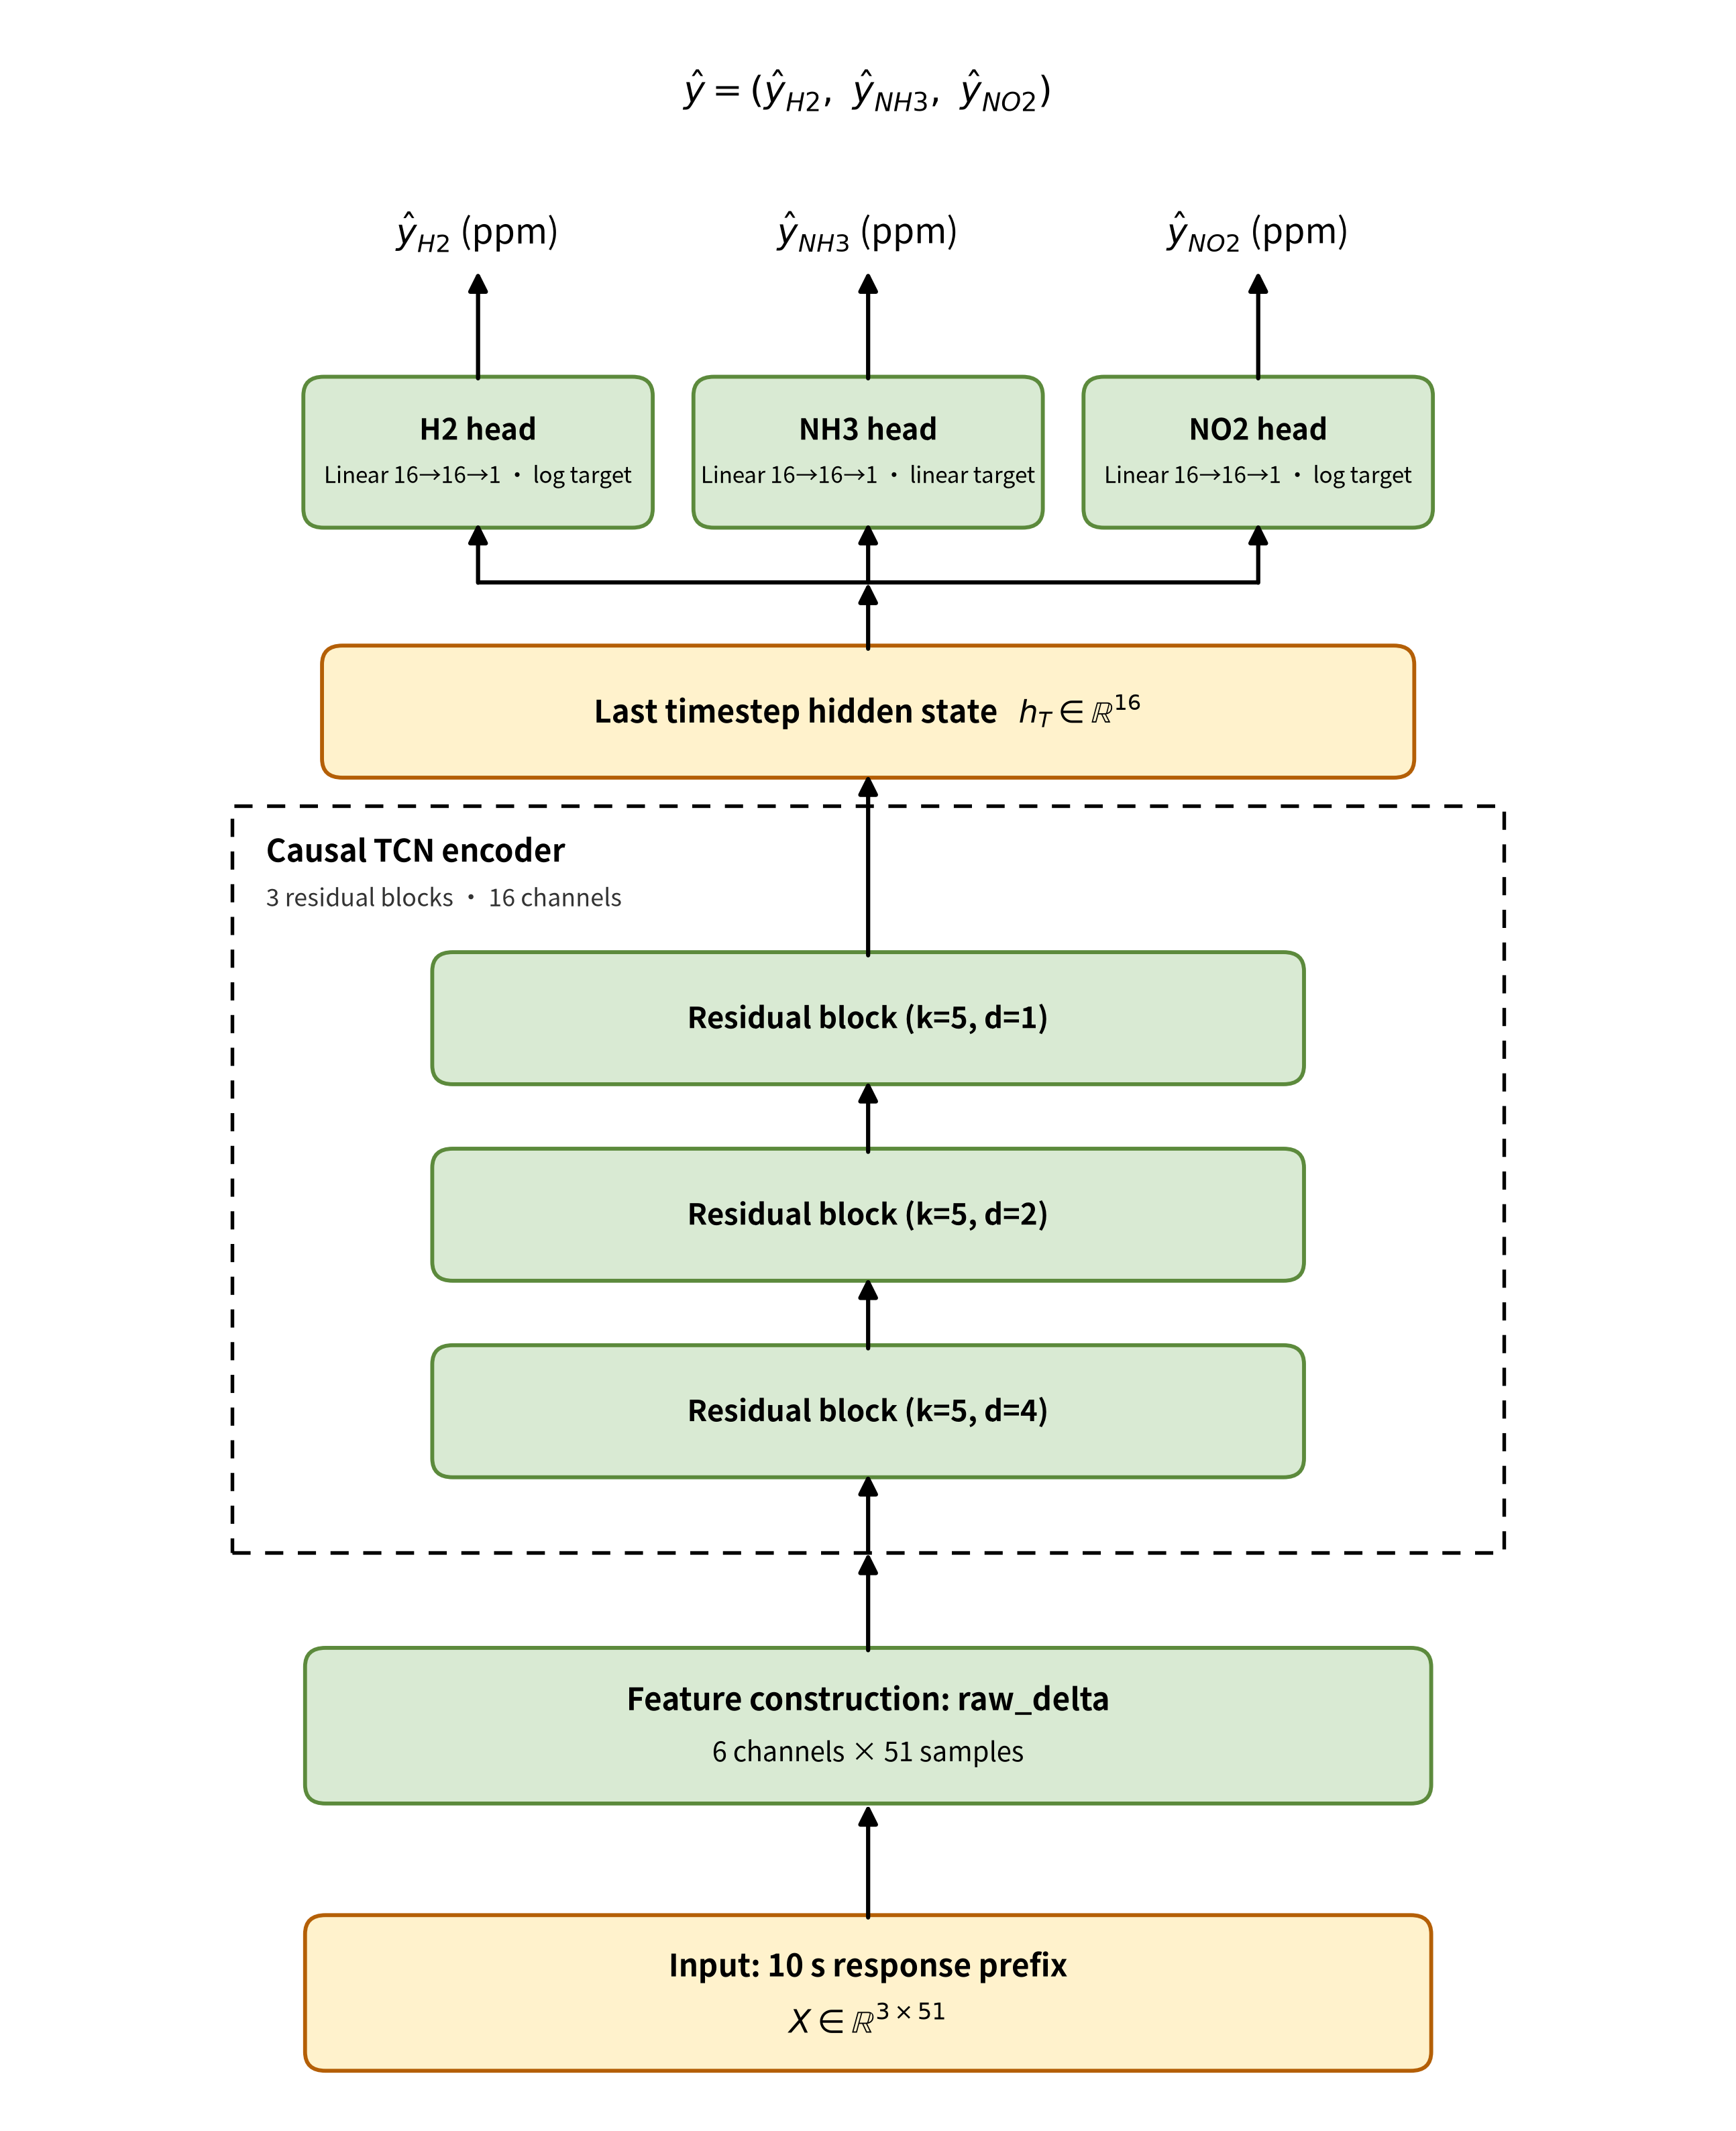 ŷ = (ŷ_H2, ŷ_NH3, ŷ_NO2)
ŷ_H2 (ppm)
ŷ_NH3 (ppm)
ŷ_NO2 (ppm)
H2 head
Linear 16→16→1 • log target
NH3 head
Linear 16→16→1 • linear target
NO2 head
Linear 16→16→1 • log target
Last timestep hidden state h_T ∈ ℝ^16
Causal TCN encoder
3 residual blocks • 16 channels
Residual block (k=5, d=1)
Residual block (k=5, d=2)
Residual block (k=5, d=4)
Feature construction: raw_delta
6 channels × 51 samples
Input: 10 s response prefix
X ∈ ℝ^3 × 51